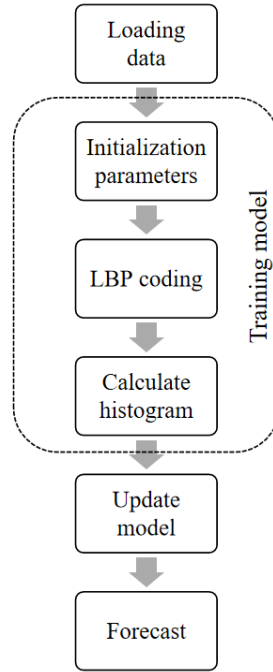 Loading
data
Initialization
parameters
LBP coding
Calculate
histogram
Training model
Update
model
Forecast